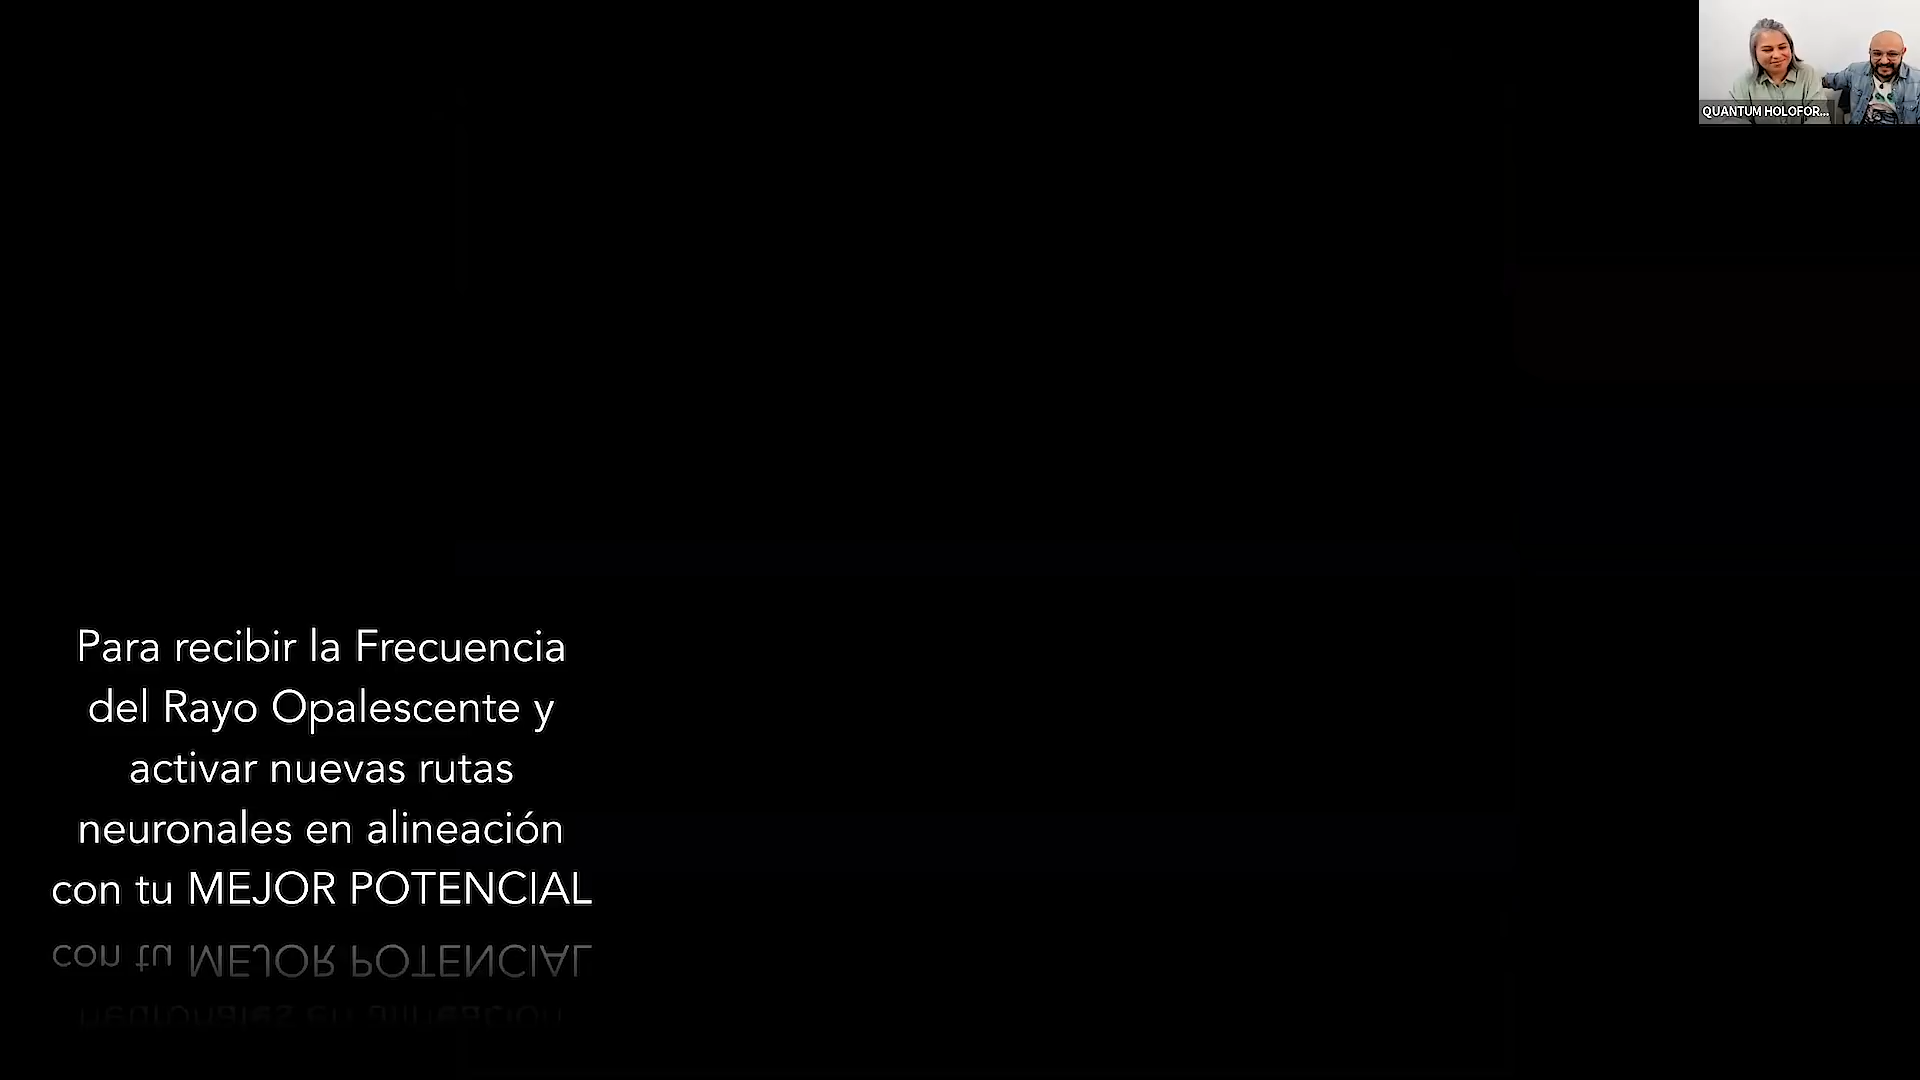 QUANTUM HOLOFOR...
Para recibir la Frecuencia
del Rayo Opalescente y
activar nuevas rutas
neuronales en alineación
con tu MEJOR POTENCIAL